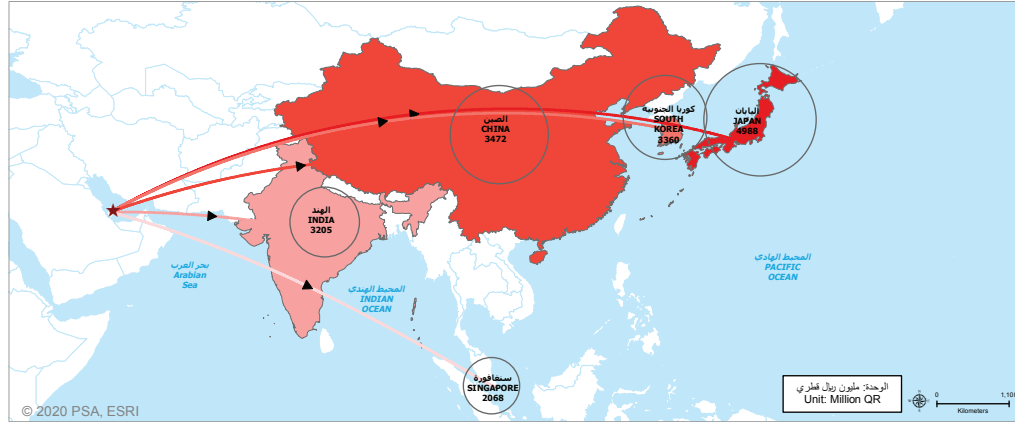 الصين
CHINA
3472
كوريا الجنوبية
SOUTH
KOREA
3360
اليابان
JAPAN
4988
الهند
INDIA
3205
بحر العرب
Arabian
Sea
المحيط الهندي
INDIAN
OCEAN
المحيط الهادي
PACIFIC
OCEAN
سنغافورة
SINGAPORE
2068
الوحدة: مليون ريال قطري
Unit: Million QR
0 1,100
Kilometers
© 2020 PSA, ESRI